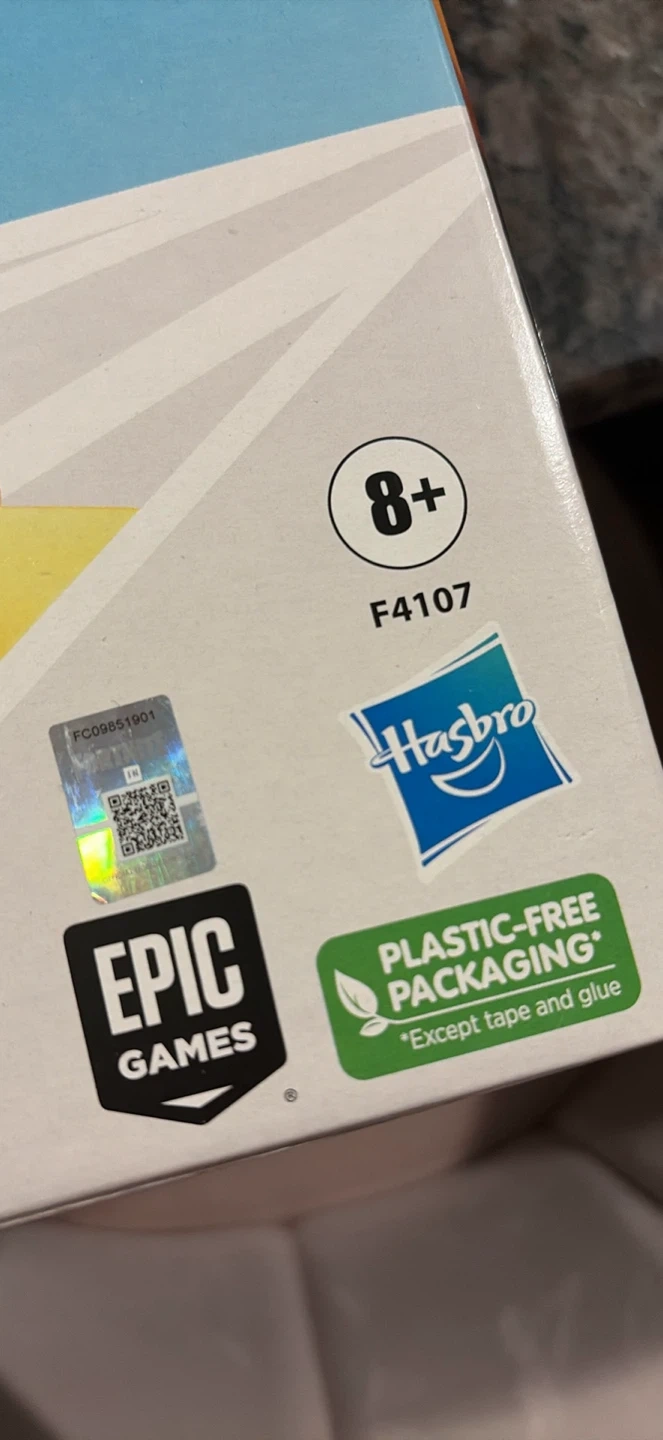 8+
F4107
FC09851901
Hasbro
EPIC
GAMES
®
PLASTIC-FREE
PACKAGING*
*Except tape and glue